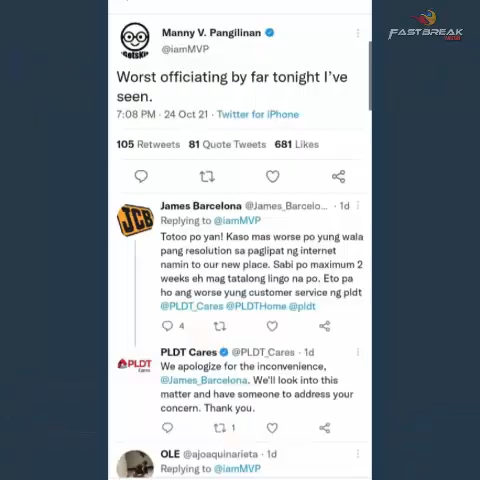 FASTBREAK
Manny V. Pangilinan
@iamMVP
Worst officiating by far tonight I've
seen.
7:08 PM · 24 Oct 21 · Twitter for iPhone
105 Retweets 81 Quote Tweets 681 Likes
James Barcelona @James_Barcelo... · 1d
Replying to @iamMVP
Totoo po yan! Kaso mas worse po yung wala
pang resolution sa paglipat ng internet
namin to our new place. Sabi po maximum 2
weeks eh mag tatalong lingo na po. Eto pa
ho ang worse yung customer service ng pldt
@PLDT_Cares @PLDTHome @pldt
4
JCB
PLDT Cares @PLDT_Cares · 1d
We apologize for the inconvenience,
@James_Barcelona. We'll look into this
matter and have someone to address your
concern. Thank you.
PLDT
Cares
1
OLE @ajoaquinarieta · 1d
Replying to @iamMVP